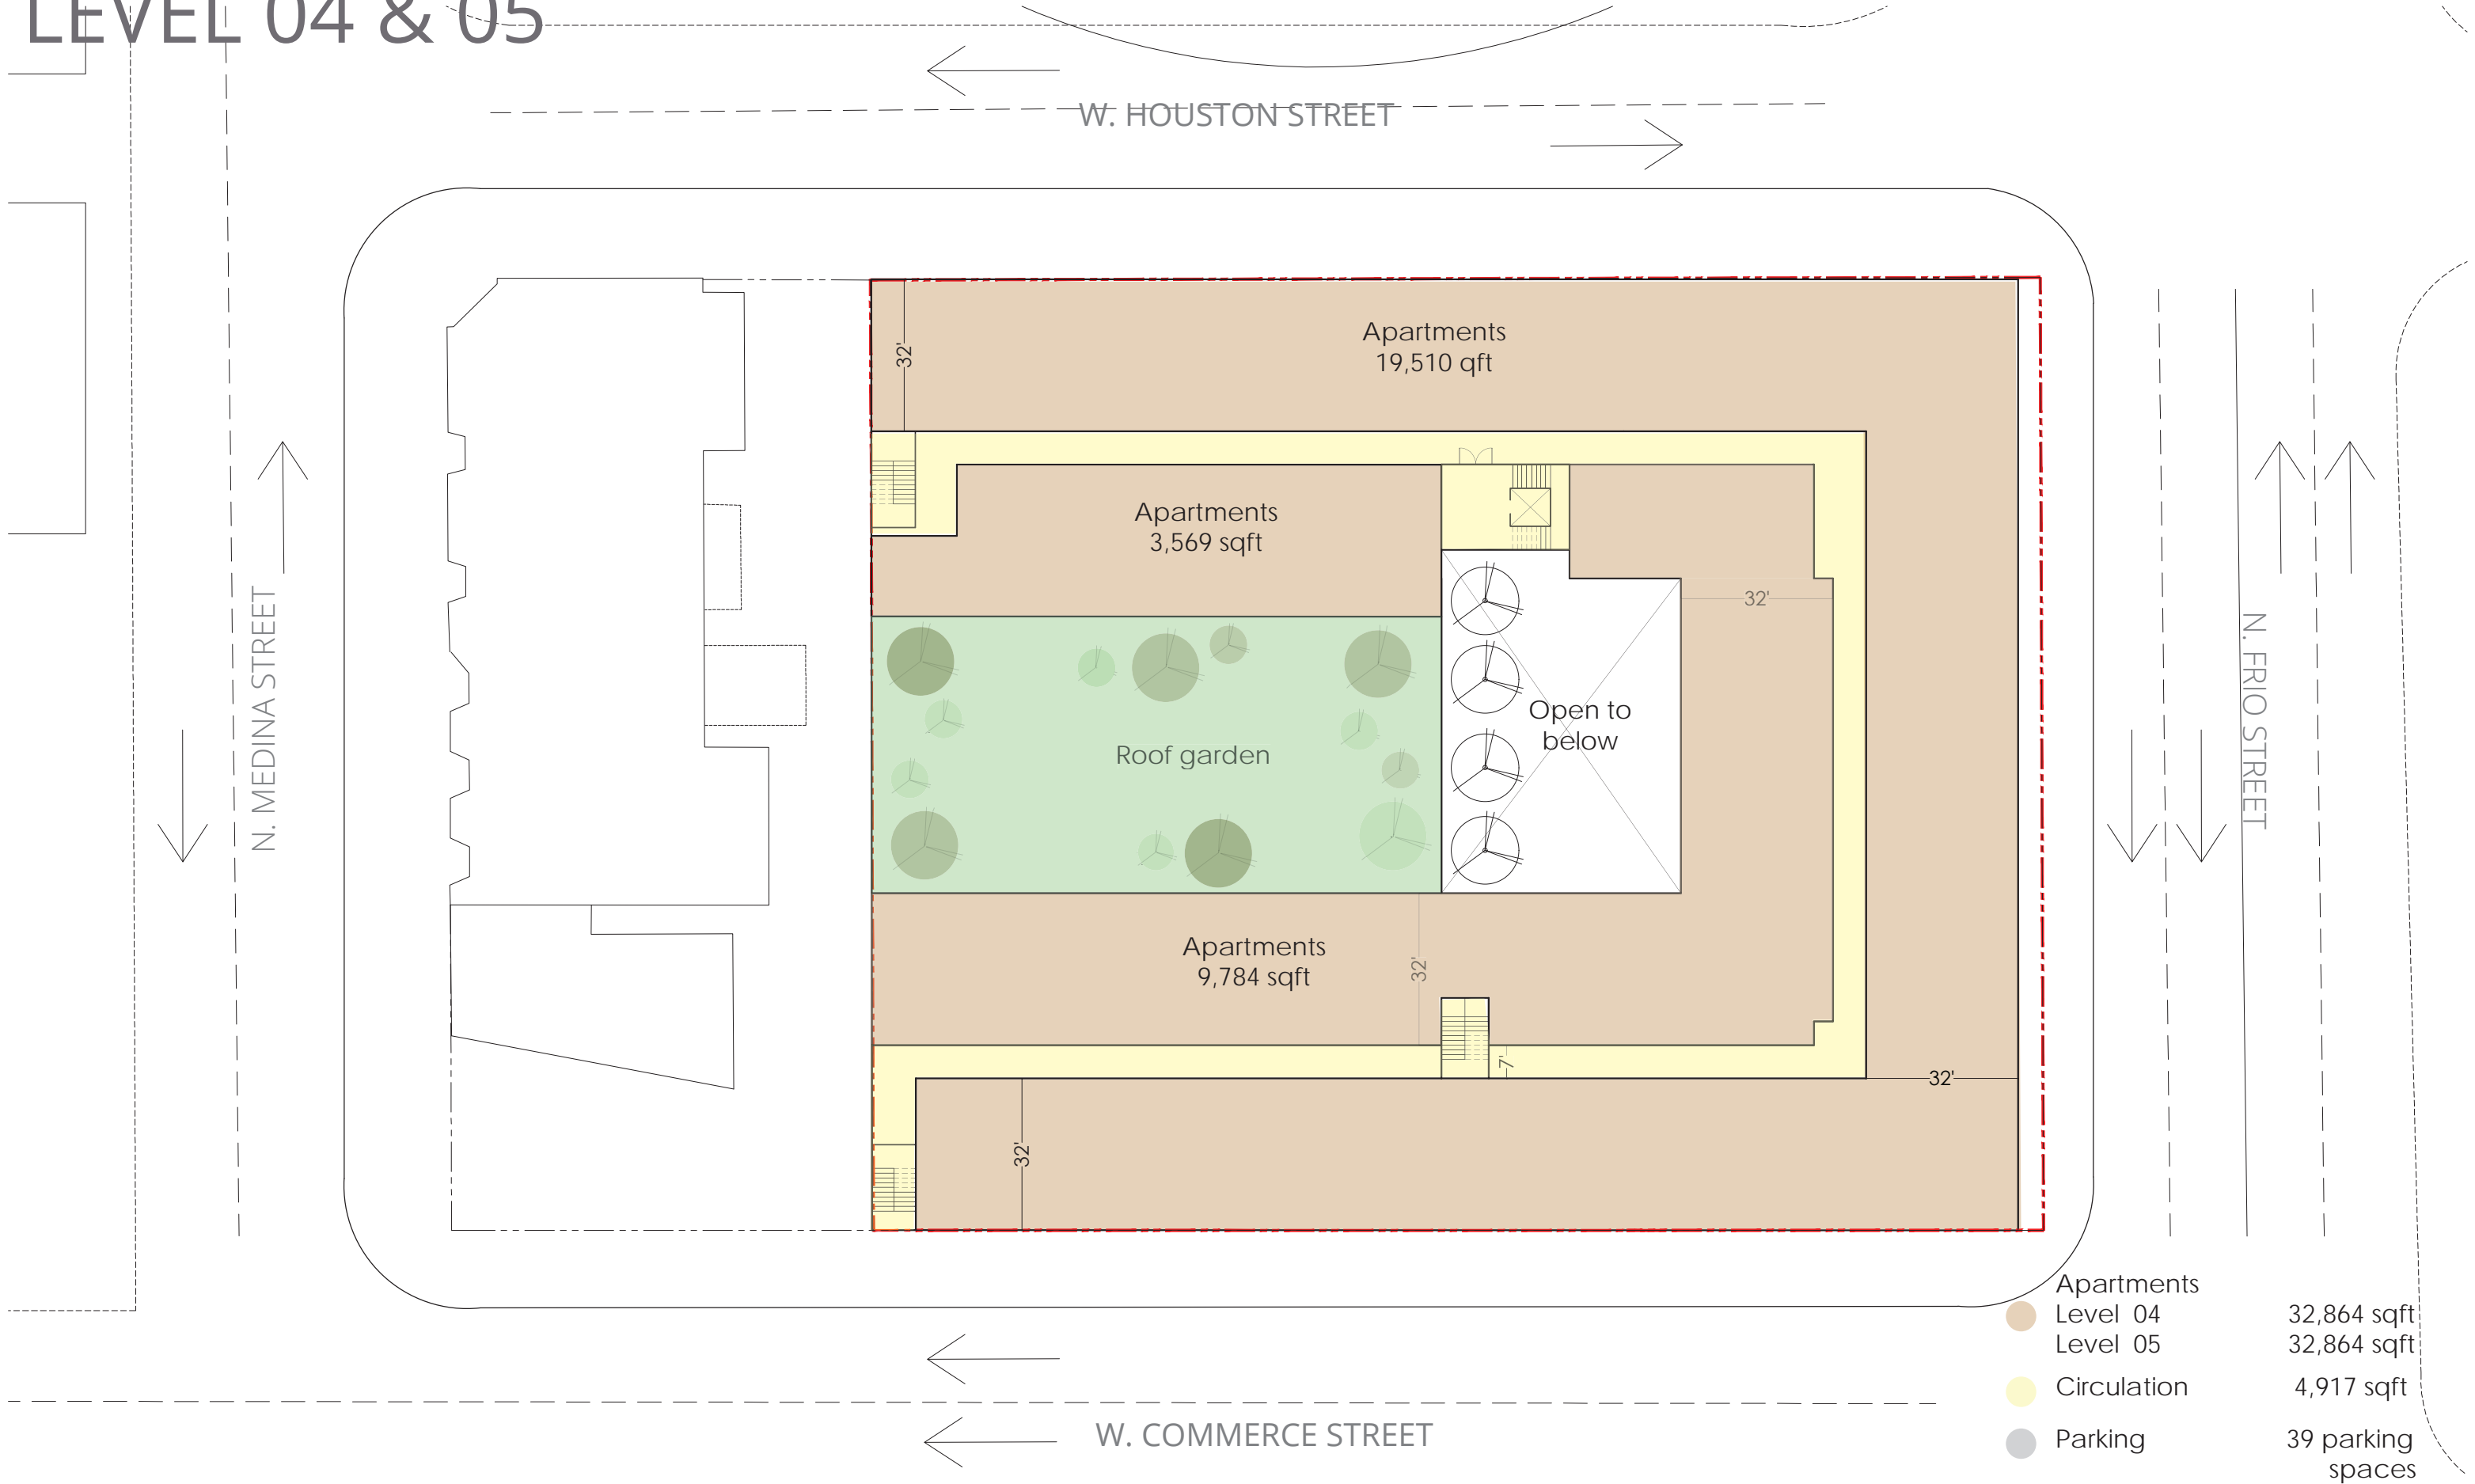 LEVEL 04 & 05
W. HOUSTON STREET
Apartments
19,510 qft
32'
Apartments
3,569 sqft
32'
N. MEDINA STREET
N. FRIO STREET
Open to
below
Roof garden
Apartments
9,784 sqft
32'
7'
32'
32'
Apartments
Level 04 32,864 sqft
Level 05 32,864 sqft
Circulation 4,917 sqft
Parking 39 parking
spaces
W. COMMERCE STREET